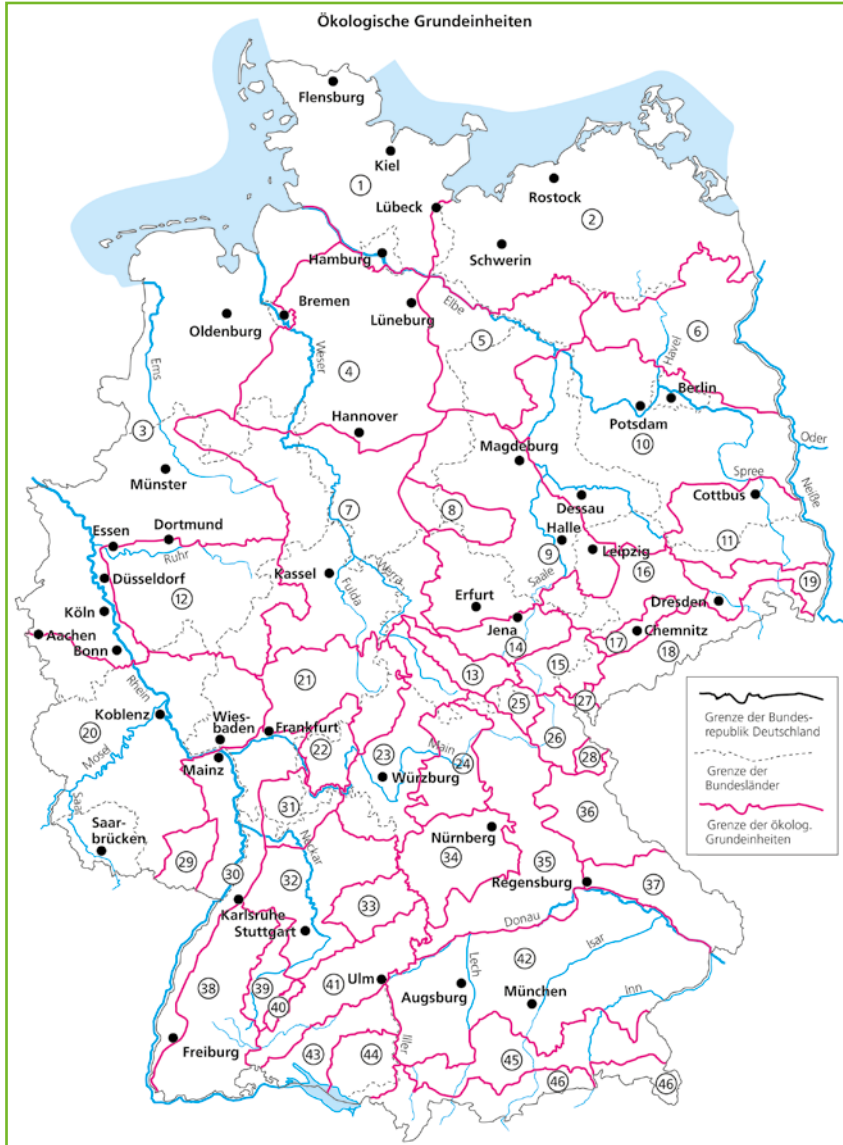 Ökologische Grundeinheiten
Flensburg
Kiel
1
Rostock
Lübeck
2
Schwerin
Hamburg
Elbe
Bremen
Lüneburg
Oldenburg
5
6
Havel
Weser
4
Ems
Berlin
Potsdam
Hannover
10
Oder
3
Magdeburg
Spree
Münster
Cottbus
Neiße
Dessau
7
8
Dortmund
Essen
Halle
11
Ruhr
9
Leipzig
Werra
16
Kassel
Fulda
Düsseldorf
Saale
19
12
Erfurt
Dresden
Köln
Jena
Chemnitz
Aachen
14
17
18
Bonn
15
13
21
27
Rhein
25
Koblenz
Wies-
baden
Frankfurt
20
22
23
Main
26
24
28
Mosel
Mainz
Würzburg
31
36
Saar
Saar-
brücken
Neckar
Nürnberg
29
34
35
30
32
Regensburg
37
Karlsruhe
33
Stuttgart
Donau
Isar
42
Lech
Ulm
38
39
41
Augsburg
München
Inn
40
Freiburg
Iller
43
44
45
46
46
Grenze der Bundes-
republik Deutschland
Grenze der
Bundesländer
Grenze der ökolog.
Grundeinheiten